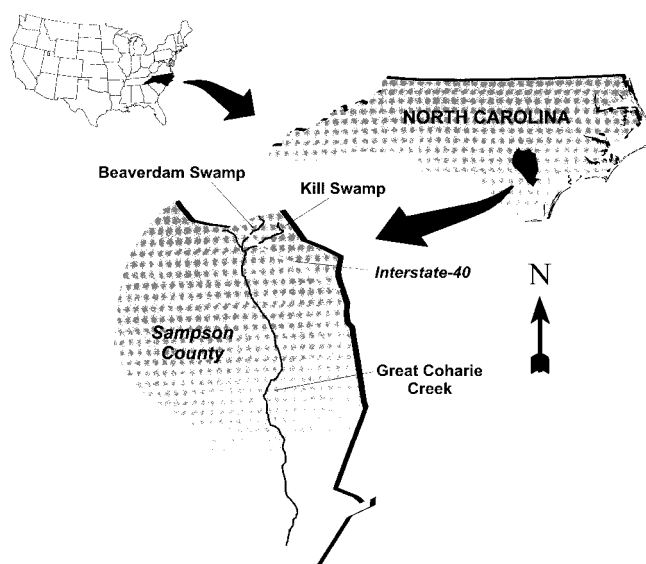 NORTH CAROLINA
Beaverdam Swamp
Kill Swamp
Interstate-40
N
Sampson
County
Great Coharie
Creek